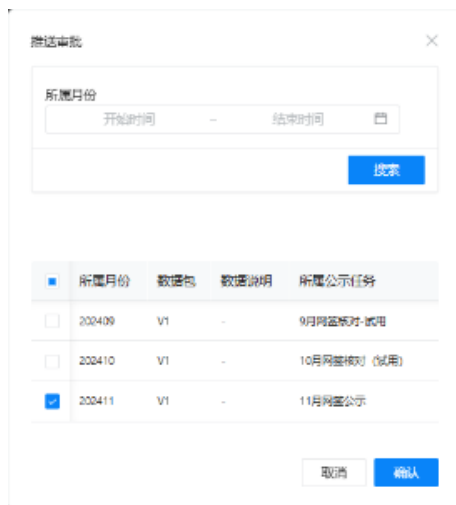 推送审批
所属月份
开始时间 - 结束时间
搜索
所属月份 数据包 数据说明 所属公示任务
202409 V1 - 9月网签核对-试用
202410 V1 - 10月网签核对（试用）
202411 V1 - 11月网签公示
取消 确认